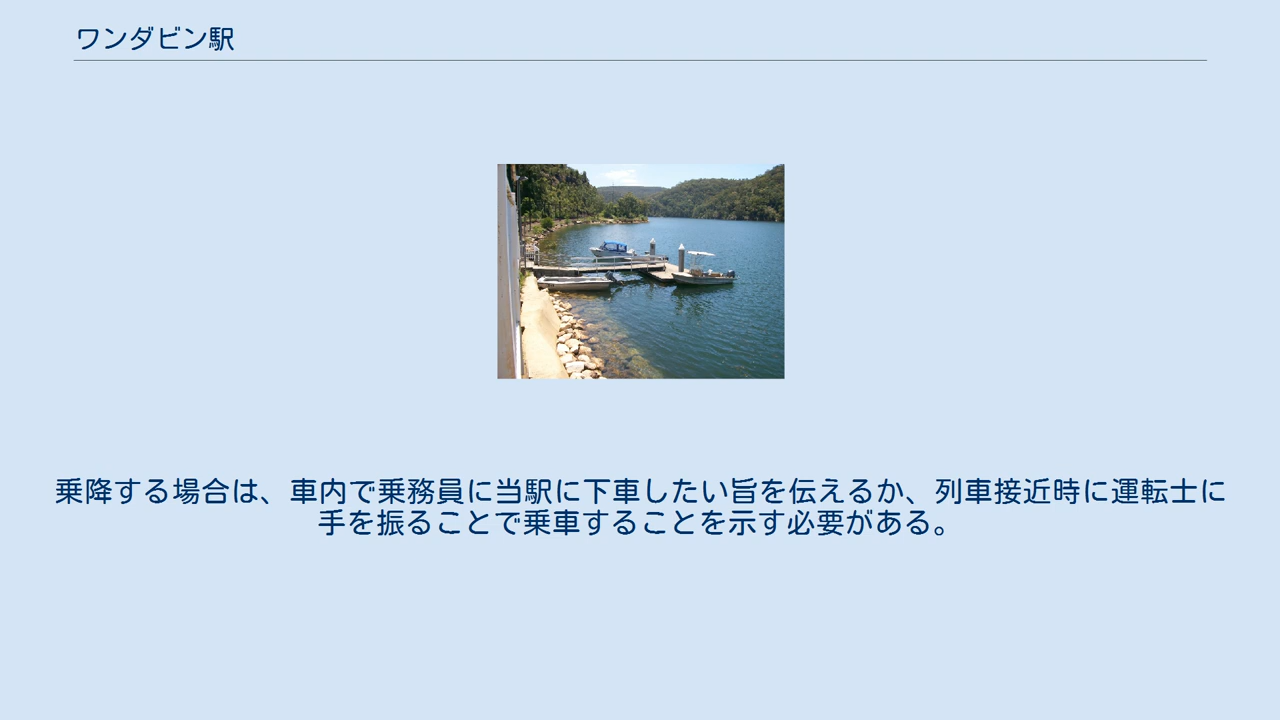 ワンダビン駅
乗降する場合は、車内で乗務員に当駅に下車したい旨を伝えるか、列車接近時に運転士に
手を振ることで乗車することを示す必要がある。